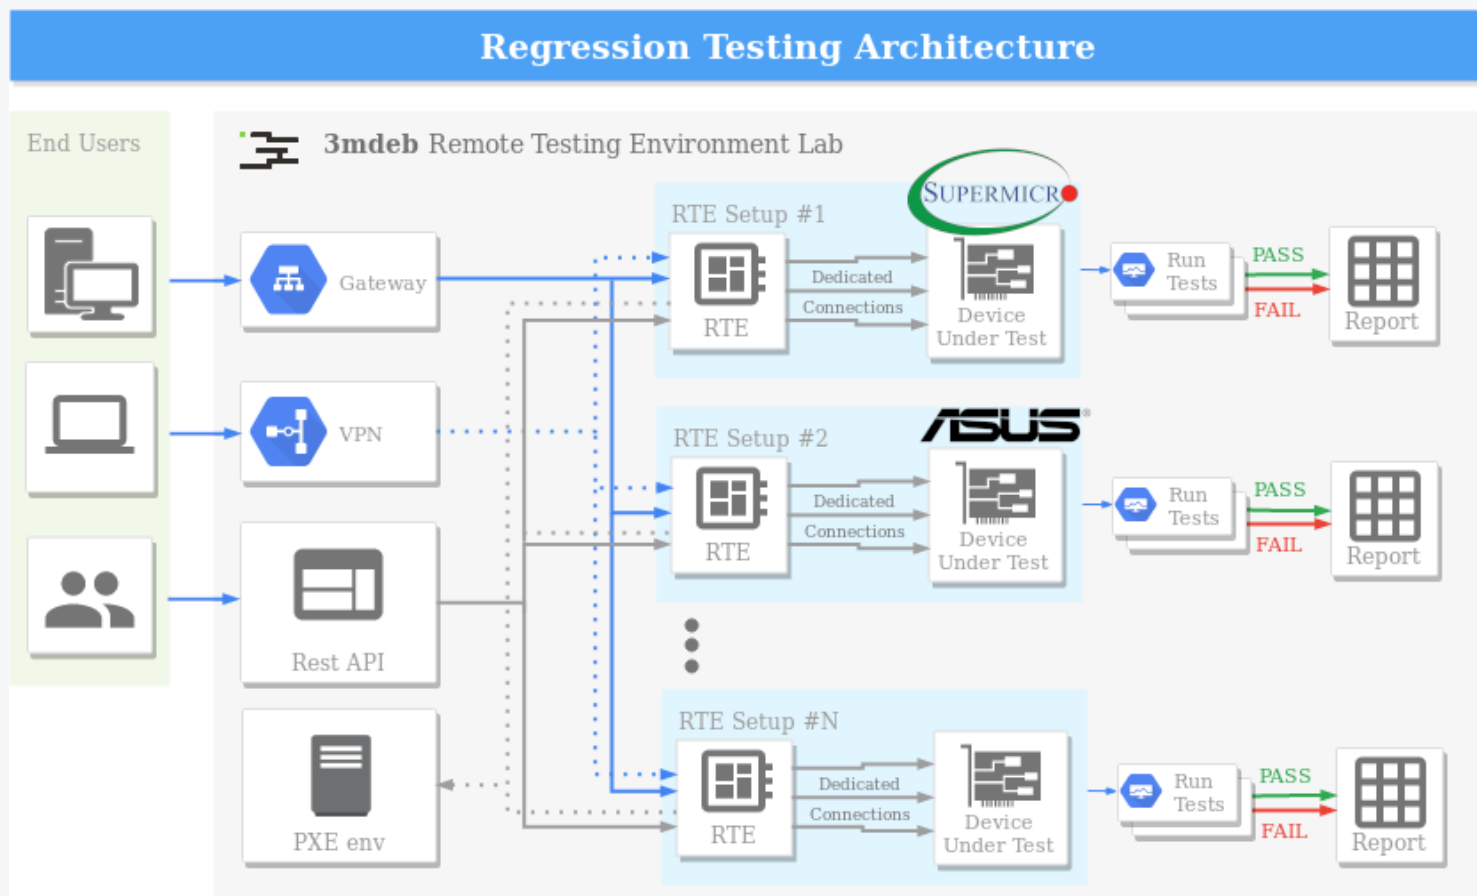 Regression Testing Architecture
End Users
3mdeb Remote Testing Environment Lab
Gateway
VPN
Rest API
PXE env
RTE Setup #1
SUPERMICR
RTE
Dedicated
Connections
Device
Under Test
Run
Tests
PASS
FAIL
Report
RTE Setup #2
ASUS®
RTE
Dedicated
Connections
Device
Under Test
Run
Tests
PASS
FAIL
Report
RTE Setup #N
RTE
Dedicated
Connections
Device
Under Test
Run
Tests
PASS
FAIL
Report